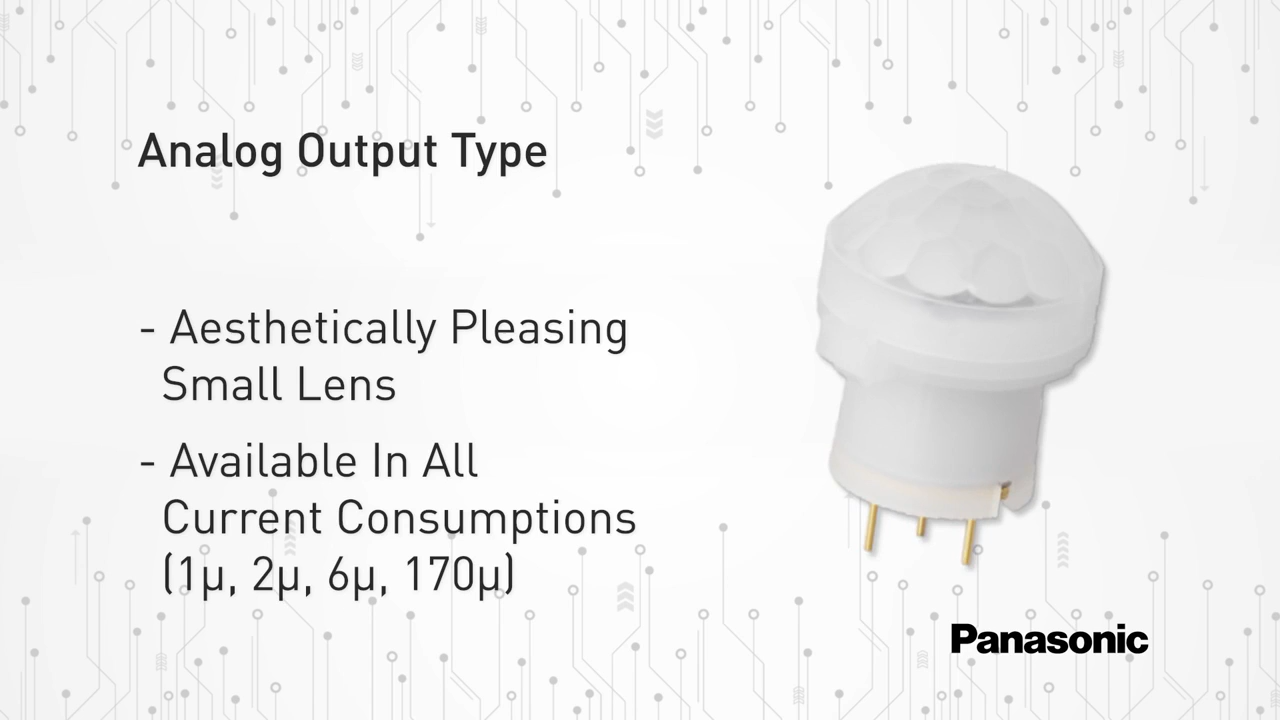 Analog Output Type
- Aesthetically Pleasing
Small Lens
- Available In All
Current Consumptions
(1µ, 2µ, 6µ, 170µ)
Panasonic